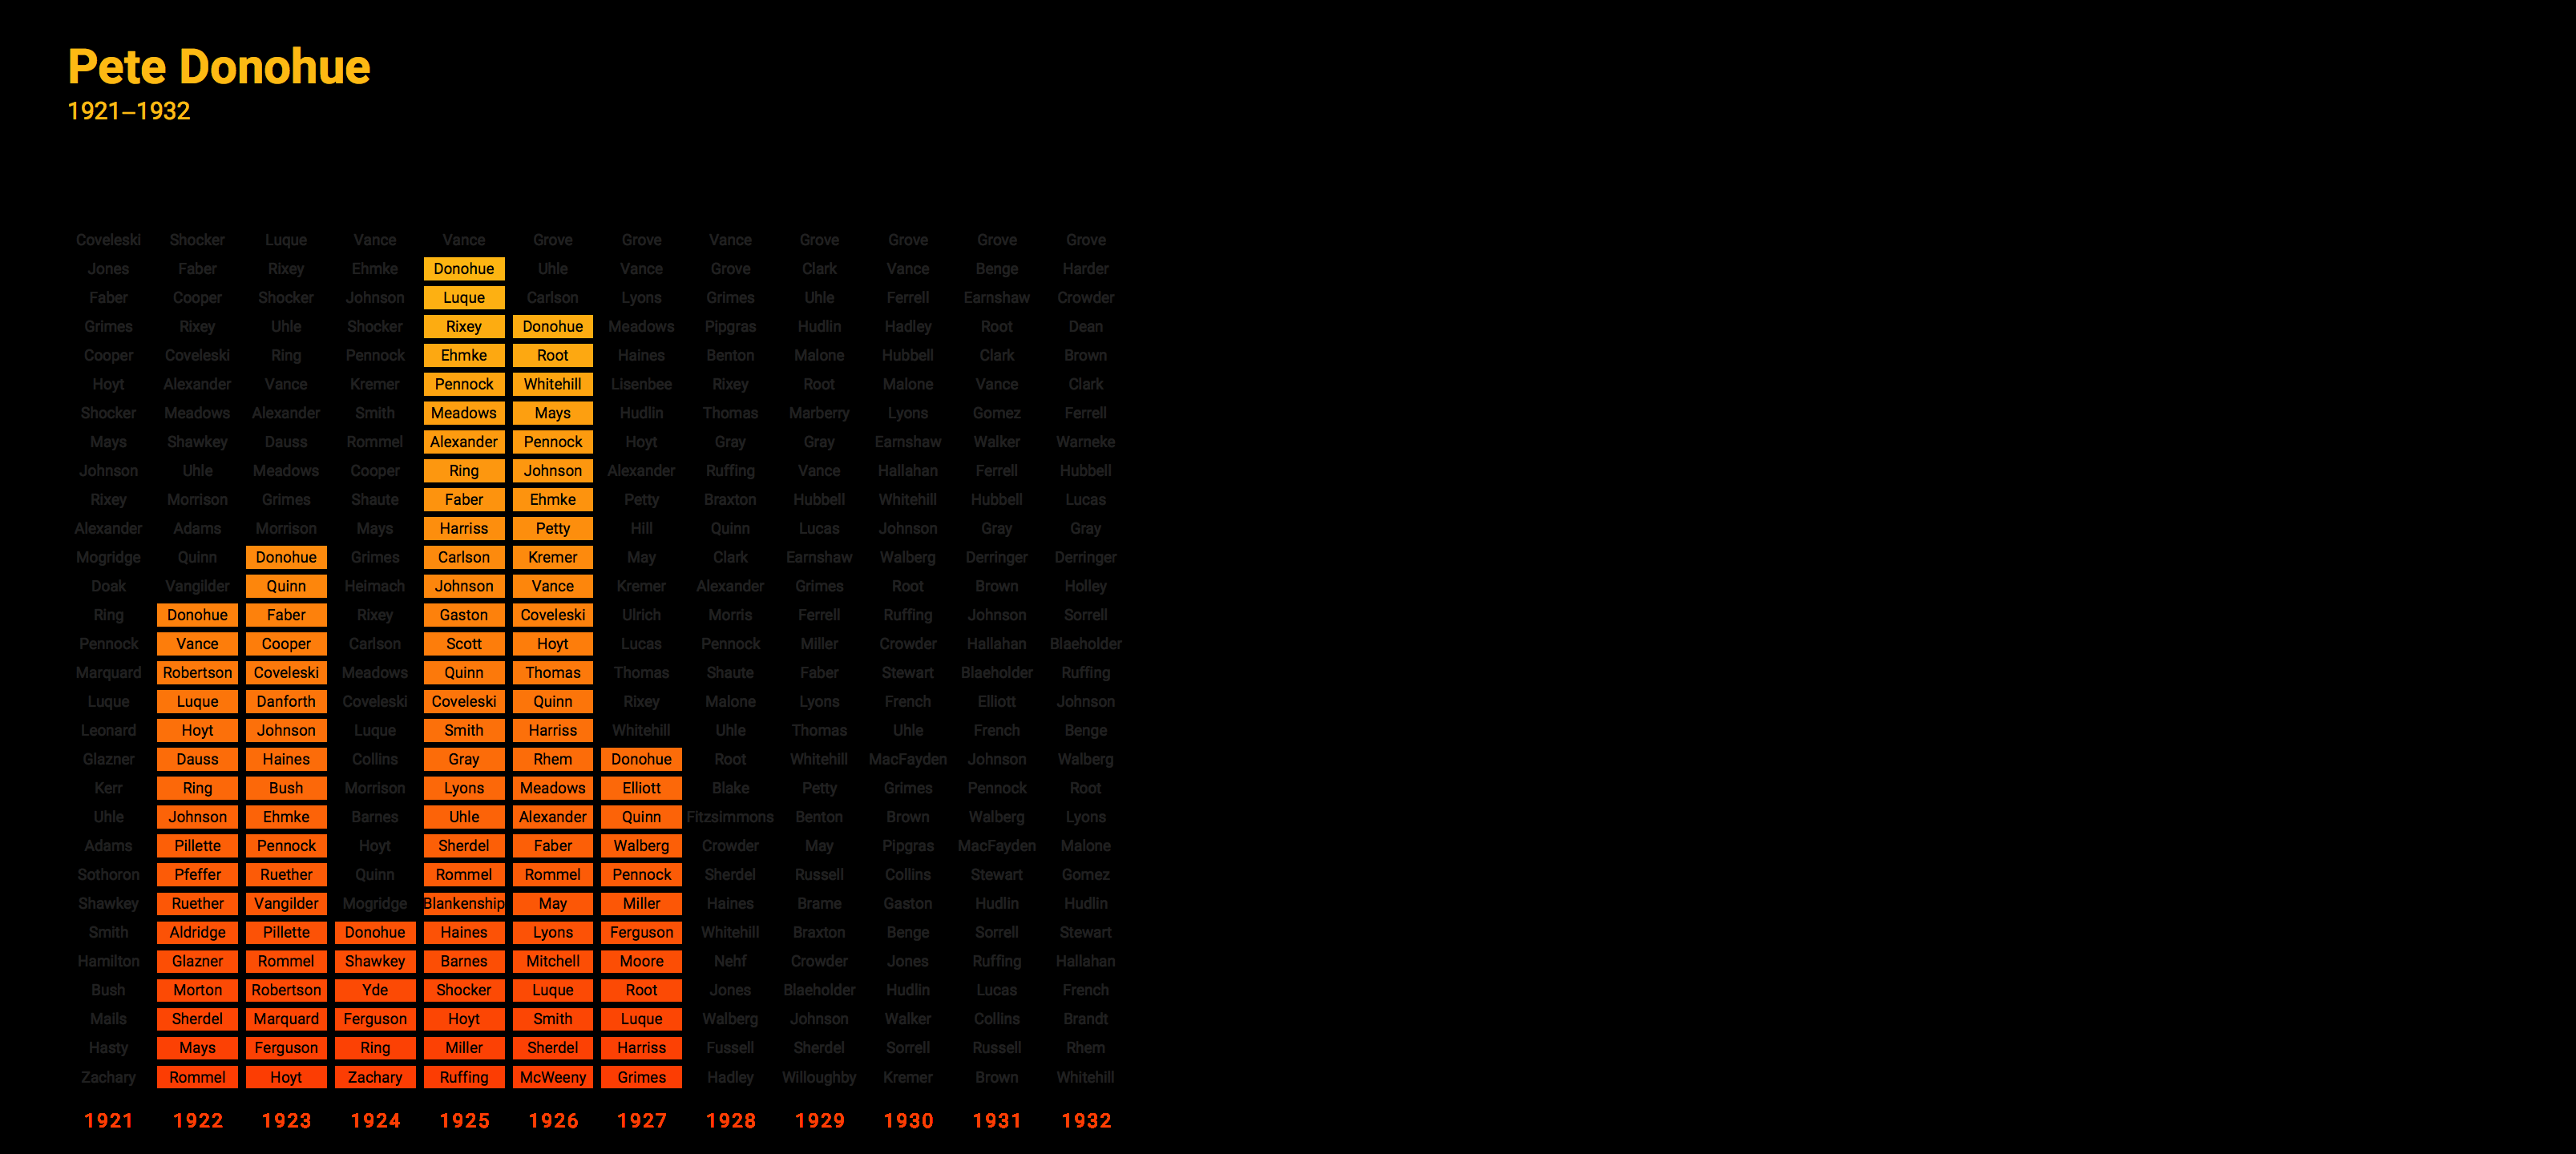 Pete Donohue
1921–1932
Coveleski Shocker Luque Vance Vance Grove Grove Vance Grove Grove Grove Grove
Jones Faber Rixey Ehmke Donohue Uhle Vance Grove Clark Vance Benge Harder
Faber Cooper Shocker Johnson Luque Carlson Lyons Grimes Uhle Ferrell Earnshaw Crowder
Grimes Rixey Uhle Shocker Rixey Donohue Meadows Pipgras Hudlin Hadley Root Dean
Cooper Coveleski Ring Pennock Ehmke Root Haines Benton Malone Hubbell Clark Brown
Hoyt Alexander Vance Kremer Pennock Whitehill Lisenbee Rixey Root Malone Vance Clark
Shocker Meadows Alexander Smith Meadows Mays Hudlin Thomas Marberry Lyons Gomez Ferrell
Mays Shawkey Dauss Rommel Alexander Pennock Hoyt Gray Gray Earnshaw Walker Warneke
Johnson Uhle Meadows Cooper Ring Johnson Alexander Ruffing Vance Hallahan Ferrell Hubbell
Rixey Morrison Grimes Shaute Faber Ehmke Petty Braxton Hubbell Whitehill Hubbell Lucas
Alexander Adams Morrison Mays Harriss Petty Hill Quinn Lucas Johnson Gray Gray
Mogridge Quinn Donohue Grimes Carlson Kremer May Clark Earnshaw Walberg Derringer Derringer
Doak Vangilder Quinn Helmach Johnson Vance Kremer Alexander Grimes Root Brown Holley
Ring Donohue Faber Rixey Gaston Coveleski Ulrich Morris Ferrell Ruffing Johnson Sorrell
Pennock Vance Cooper Carlson Scott Hoyt Lucas Pennock Miller Crowder Hallahan Blaeholder
Marquard Robertson Coveleski Meadows Quinn Thomas Thomas Shaute Faber Stewart Blaeholder Ruffing
Luque Luque Danforth Coveleski Coveleski Quinn Rixey Malone Lyons French Elliott Johnson
Leonard Hoyt Johnson Luque Smith Harriss Whitehill Uhle Thomas Uhle French Benge
Glazner Dauss Haines Collins Gray Rhem Donohue Root Whitehill MacFayden Johnson Walberg
Kerr Ring Bush Morrison Lyons Meadows Elliott Blake Petty Grimes Pennock Root
Uhle Johnson Ehmke Barnes Uhle Alexander Quinn Fitzsimmons Benton Brown Walberg Lyons
Adams Pillette Pennock Hoyt Sherdel Faber Walberg Crowder May Pipgras MacFayden Malone
Sothoron Pfeffer Ruether Quinn Rommel Rommel Pennock Sherdel Russell Collins Stewart Gomez
Shawkey Ruether Vangilder Mogridge Blankenship May Miller Haines Brame Gaston Hudlin Hudlin
Smith Aldridge Pillette Donohue Haines Lyons Ferguson Whitehill Braxton Benge Sorrell Stewart
Hamilton Glazner Rommel Shawkey Barnes Mitchell Moore Nehf Crowder Jones Ruffing Hallahan
Bush Morton Robertson Yde Shocker Luque Root Jones Blaeholder Hudlin Lucas French
Mails Sherdel Marquard Ferguson Hoyt Smith Luque Walberg Johnson Walker Collins Brandt
Hasty Mays Ferguson Ring Miller Sherdel Harriss Fussell Sherdel Sorrell Russell Rhem
Zachary Rommel Hoyt Zachary Ruffing McWeeny Grimes Hadley Willoughby Kremer Brown Whitehill
1921 1922 1923 1924 1925 1926 1927 1928 1929 1930 1931 1932